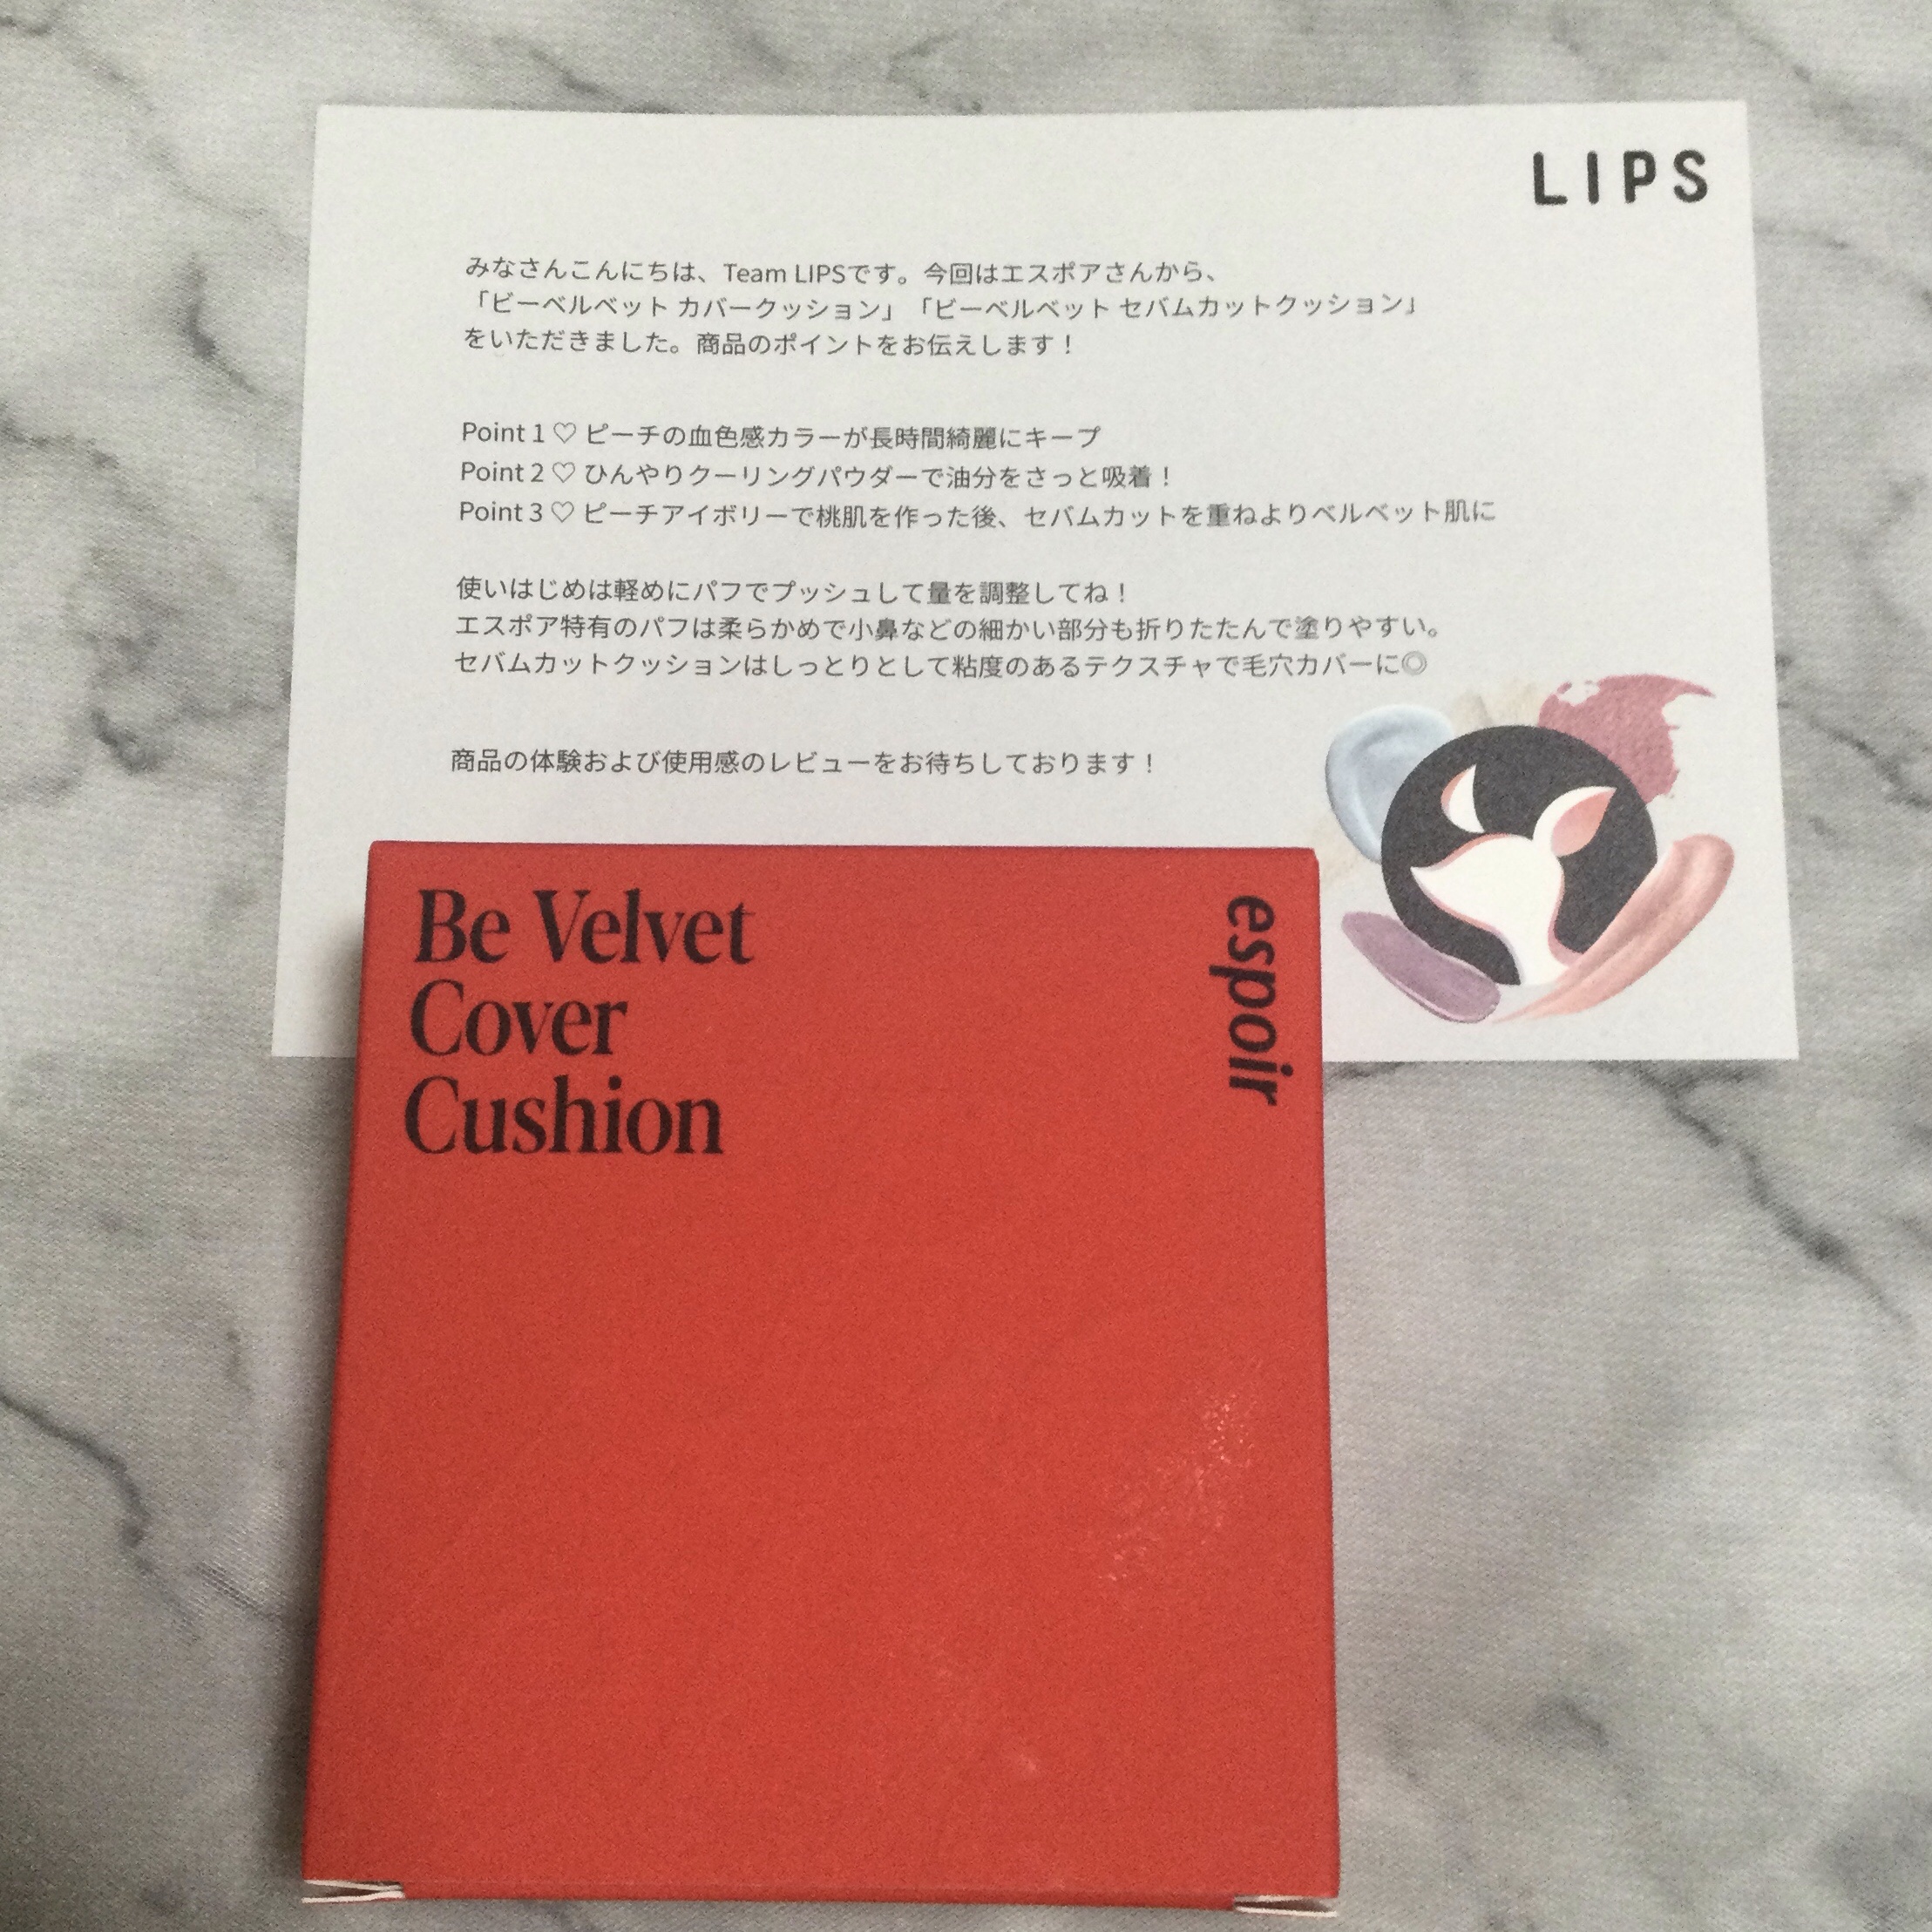 LIPS
みなさんこんにちは、Team LIPSです。今回はエスポアさんから、
「ビーベルベット カバークッション」「ビーベルベット セバムカットクッション」
をいただきました。商品のポイントをお伝えします！
Point 1 ♡ ピーチの血色感カラーが長時間綺麗にキープ
Point 2 ♡ ひんやりクーリングパウダーで油分をさっと吸着！
Point 3 ♡ ピーチアイボリーで桃肌を作った後、セバムカットを重ねよりベルベット肌に
使いはじめは軽めにパフでプッシュして量を調整してね！
エスポア特有のパフは柔らかめで小鼻などの細かい部分も折りたたんで塗りやすい。
セバムカットクッションはしっとりとして粘度のあるテクスチャで毛穴カバーに◎
商品の体験および使用感のレビューをお待ちしております！
Be Velvet
Cover
Cushion
espoir